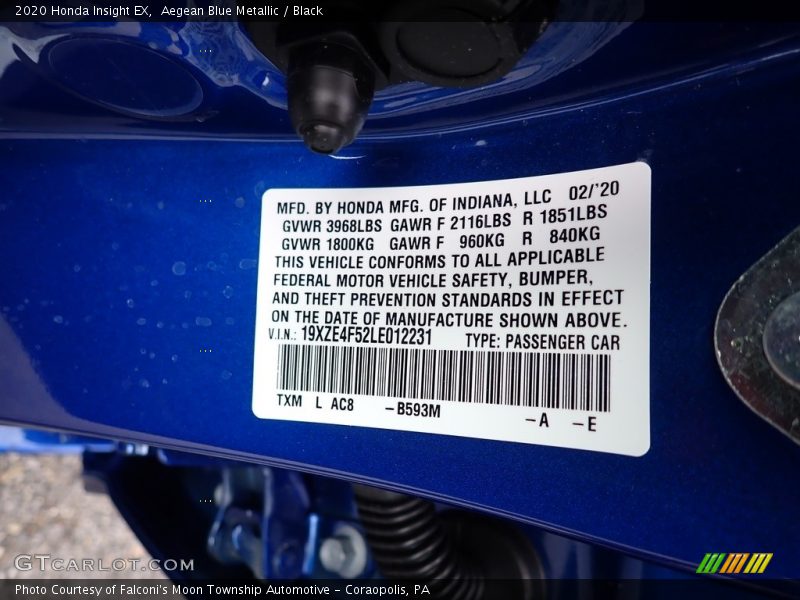 2020 Honda Insight EX, Aegean Blue Metallic / Black
MFD. BY HONDA MFG. OF INDIANA, LLC 02/'20
GVWR 3968LBS GAWR F 2116LBS R 1851LBS
GVWR 1800KG GAWR F 960KG R 840KG
THIS VEHICLE CONFORMS TO ALL APPLICABLE
FEDERAL MOTOR VEHICLE SAFETY, BUMPER,
AND THEFT PREVENTION STANDARDS IN EFFECT
ON THE DATE OF MANUFACTURE SHOWN ABOVE.
V.I.N.: 19XZE4F52LE012231 TYPE: PASSENGER CAR
TXM L AC8 -B593M -A -E
GTCARLOT.COM
Photo Courtesy of Falconi's Moon Township Automotive - Coraopolis, PA